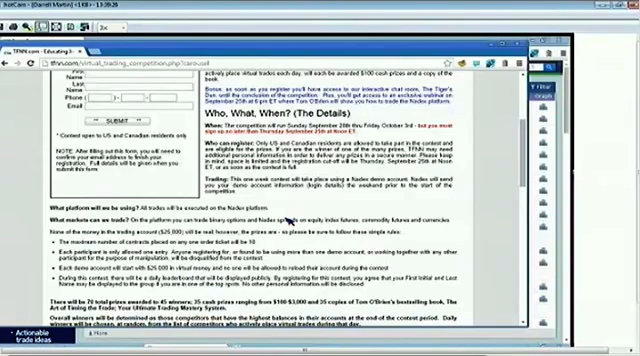 HotCam - [Darrell Martin] <1KB> - 13:39:26
2x
TFNN.com - Educating In
tfnn.com/virtual_trading_competition.php?carousel
First
Name
Last
Name
Phone ( ) - -
Email
** SUBMIT **
* Contest open to US and Canadian residents only
NOTE: After filling out this form, you will need to
confirm your email address to finish your
registration. Full details will be given when you
submit this form.
actively place virtual trades each day, will each be awarded $100 cash prizes and a copy of the
book.
Bonus: as soon as you register you'll have access to our interactive chat room, The Tiger's
Den, until the conclusion of the competition. Plus, you'll get access to an exclusive webinar on
September 25th at 6 pm ET where Tom O'Brien will show you how to trade the Nadex platform.
Who, What, When? (The Details)
When: The competition will run Sunday September 28th thru Friday October 3rd - but you must
sign up no later than Thursday September 25th at Noon ET.
Who can register: Only US and Canadian residents are allowed to take part in the contest and
are eligible for the prizes. If you are the winner of one of the many prizes, TFNN may need
additional personal information in order to deliver any prizes in a secure manner. Please keep
in mind, space is limited and the registration cut-off will be Thursday, September 25th at Noon
ET, or as soon as the contest is full.
Trading: This one week contest will take place using a Nadex demo account. Nadex will send
you your demo account information (login details) the weekend prior to the start of the
competition.
What platform will we be using? All trades will be executed on the Nadex platform.
What markets can we trade? On the platform you can trade binary options and Nadex spreads on equity index futures, commodity futures and currencies
None of the money in the trading account ($25,000) will be real, however, the prizes are - so please be sure to follow these simple rules:
• The maximum number of contracts placed on any one order ticket will be 10
• Each participant is only allowed one entry. Anyone registering for, or found to be using more than one demo account, or working together with any other
participant for the purpose of manipulation, will be disqualified from the contest
• Each demo account will start with $25,000 in virtual money and no one will be allowed to reload their account during the contest
• During this contest, there will be a daily leaderboard that will be displayed publicly. By registering for this contest, you agree that your First Initial and Last
Name may be displayed to the group if you are in one of the top spots. No other personal information will be disclosed
There will be 70 total prizes awarded to 45 winners; 35 cash prizes ranging from $100-$3,000 and 35 copies of Tom O'Brien's bestselling book, The
Art of Timing the Trade; Your Ultimate Trading Mastery System.
Overall winners will be determined as those competitors that have the highest balances in their accounts at the end of the contest period. Daily
winners will be chosen, at random, from the list of competitors who actively place virtual trades during that day.
Filter
• Actionable
trade ideas
Home